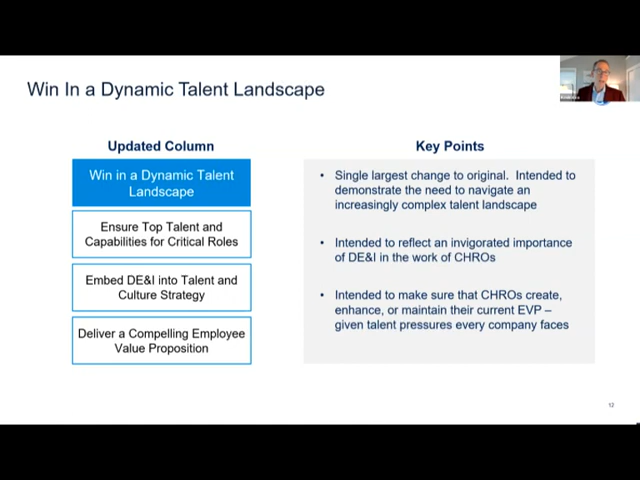 Win In a Dynamic Talent Landscape
Updated Column
Win in a Dynamic Talent
Landscape
Ensure Top Talent and
Capabilities for Critical Roles
Embed DE&I into Talent and
Culture Strategy
Deliver a Compelling Employee
Value Proposition
Key Points
• Single largest change to original. Intended to
demonstrate the need to navigate an
increasingly complex talent landscape
• Intended to reflect an invigorated importance
of DE&I in the work of CHROs
• Intended to make sure that CHROs create,
enhance, or maintain their current EVP –
given talent pressures every company faces
12